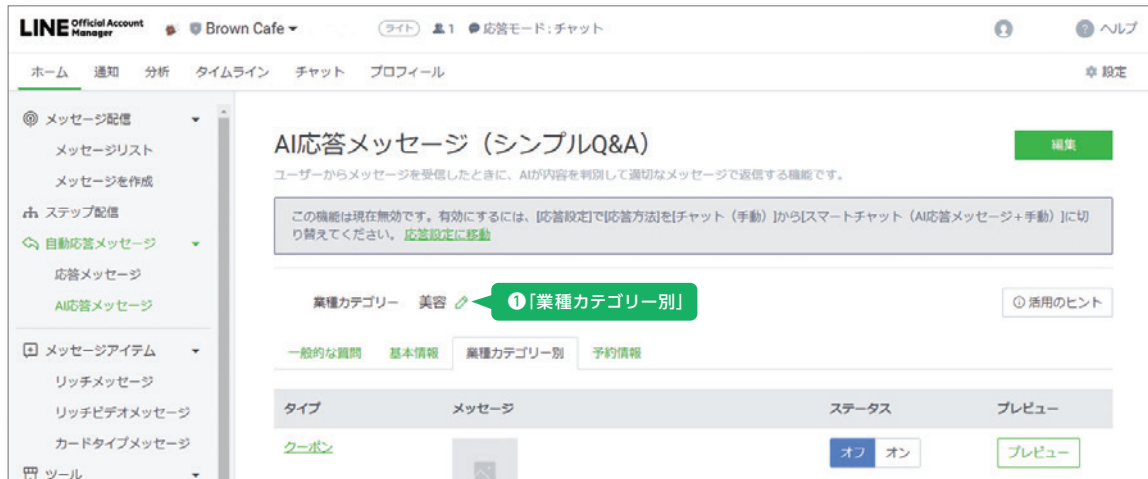 LINE Official Account Manager Brown Cafe ライト 1 応答モード:チャット ? ヘルプ
ホーム 通知 分析 タイムライン チャット プロフィール 設定
メッセージ配信
メッセージリスト
メッセージを作成
ステップ配信
自動応答メッセージ
応答メッセージ
AI応答メッセージ
メッセージアイテム
リッチメッセージ
リッチビデオメッセージ
カードタイプメッセージ
ツール
AI応答メッセージ（シンプルQ&A）
編集
ユーザーからメッセージを受信したときに、AIが内容を判別して適切なメッセージで返信する機能です。
この機能は現在無効です。有効にするには、[応答設定]で[応答方法]を[チャット（手動）]から[スマートチャット（AI応答メッセージ+手動）]に切
り替えてください。 応答設定に移動
業種カテゴリー 美容 ❶「業種カテゴリー別」 活用のヒント
一般的な質問 基本情報 業種カテゴリー別 予約情報
タイプ メッセージ ステータス プレビュー
クーポン オフ オン プレビュー